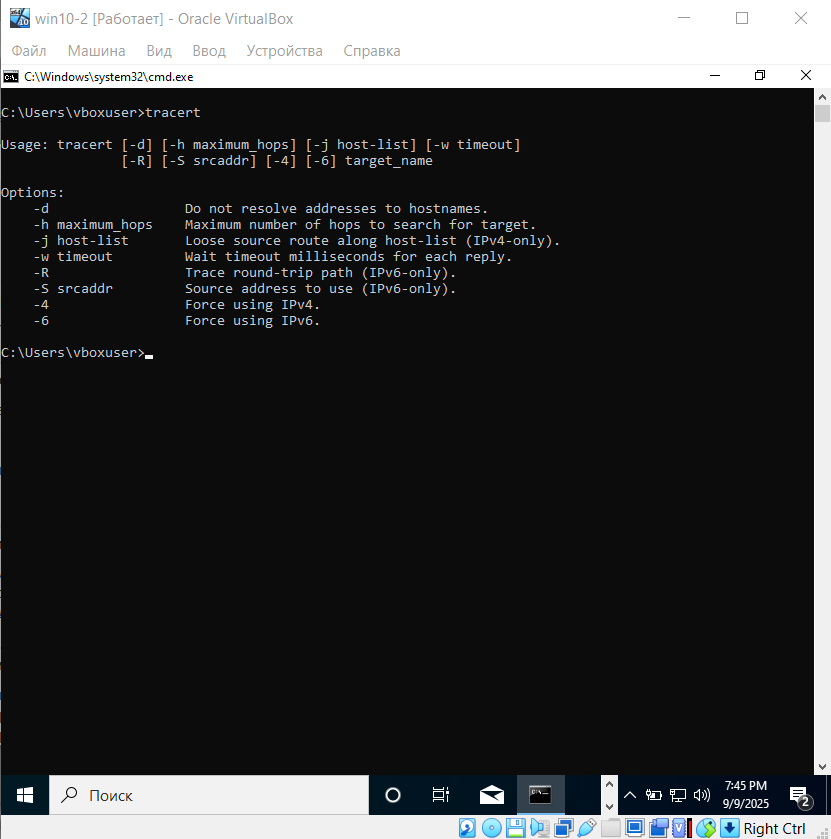 win10-2 [Работает] - Oracle VirtualBox
Файл Машина Вид Ввод Устройства Справка
C:\Windows\system32\cmd.exe
C:\Users\vboxuser>tracert
Usage: tracert [-d] [-h maximum_hops] [-j host-list] [-w timeout]
[-R] [-S srcaddr] [-4] [-6] target_name
Options:
-d Do not resolve addresses to hostnames.
-h maximum_hops Maximum number of hops to search for target.
-j host-list Loose source route along host-list (IPv4-only).
-w timeout Wait timeout milliseconds for each reply.
-R Trace round-trip path (IPv6-only).
-S srcaddr Source address to use (IPv6-only).
-4 Force using IPv4.
-6 Force using IPv6.
C:\Users\vboxuser>
Поиск
7:45 PM
9/9/2025
2
Right Ctrl